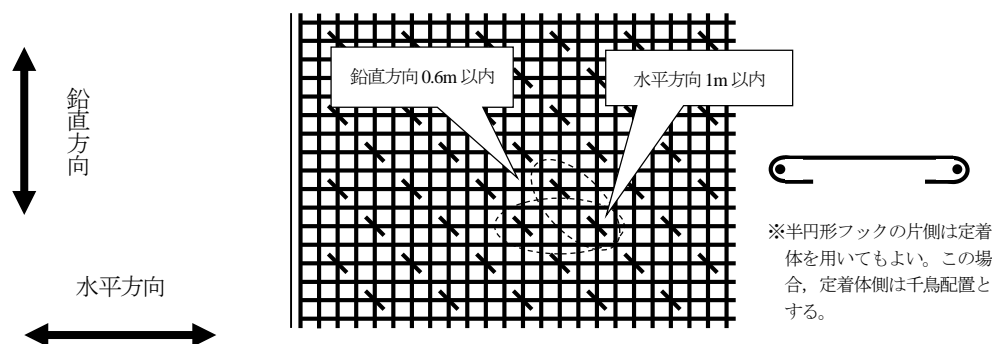 鉛直方向
鉛直方向 0.6m 以内
水平方向 1m 以内
※半円形フックの片側は定着
体を用いてもよい。この場
合，定着体側は千鳥配置と
する。
水平方向